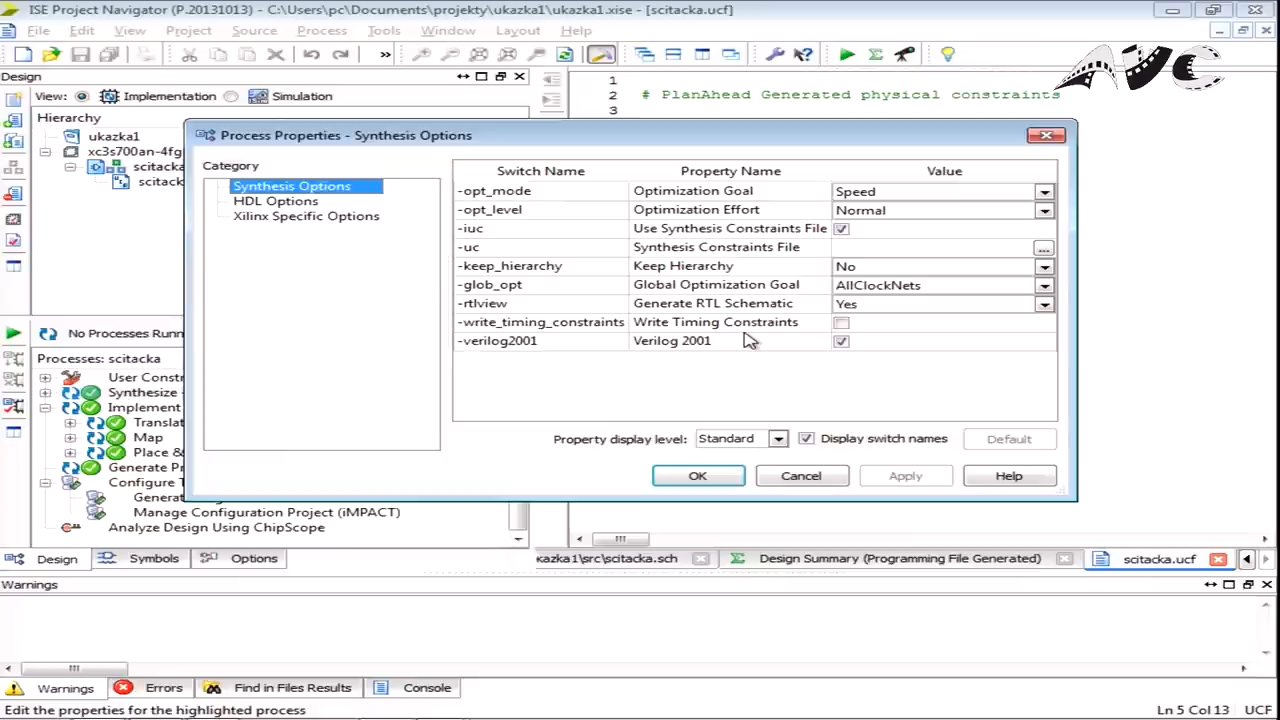 ISE Project Navigator (P.20131013) - C:\Users\pc\Documents\projekty\ukazka1\ukazka1.xise - [scitacka.ucf]
File Edit View Project Source Process Tools Window Layout Help
»
Design
View: Implementation Simulation
Hierarchy
ukazka1
xc3s700an-4fg
scitacka
scitack
1
2 # PlanAhead Generated physical constraints
3
AVC
Process Properties - Synthesis Options
Category
Synthesis Options
HDL Options
Xilinx Specific Options
Switch Name Property Name Value
-opt_mode Optimization Goal Speed
-opt_level Optimization Effort Normal
-iuc Use Synthesis Constraints File
-uc Synthesis Constraints File ...
-keep_hierarchy Keep Hierarchy No
-glob_opt Global Optimization Goal AllClockNets
-rtlview Generate RTL Schematic Yes
-write_timing_constraints Write Timing Constraints
-verilog2001 Verilog 2001
Property display level: Standard Display switch names Default
OK Cancel Apply Help
No Processes Runn
Processes: scitacka
User Constr
Synthesize -
Implement
Translat
Map
Place &
Generate Pr
Configure T
Generat
Manage Configuration Project (iMPACT)
Analyze Design Using ChipScope
Design Symbols Options
kazka1\src\scitacka.sch Design Summary (Programming File Generated) scitacka.ucf
Warnings
Warnings Errors Find in Files Results Console
Edit the properties for the highlighted process Ln 5 Col 13 UCF